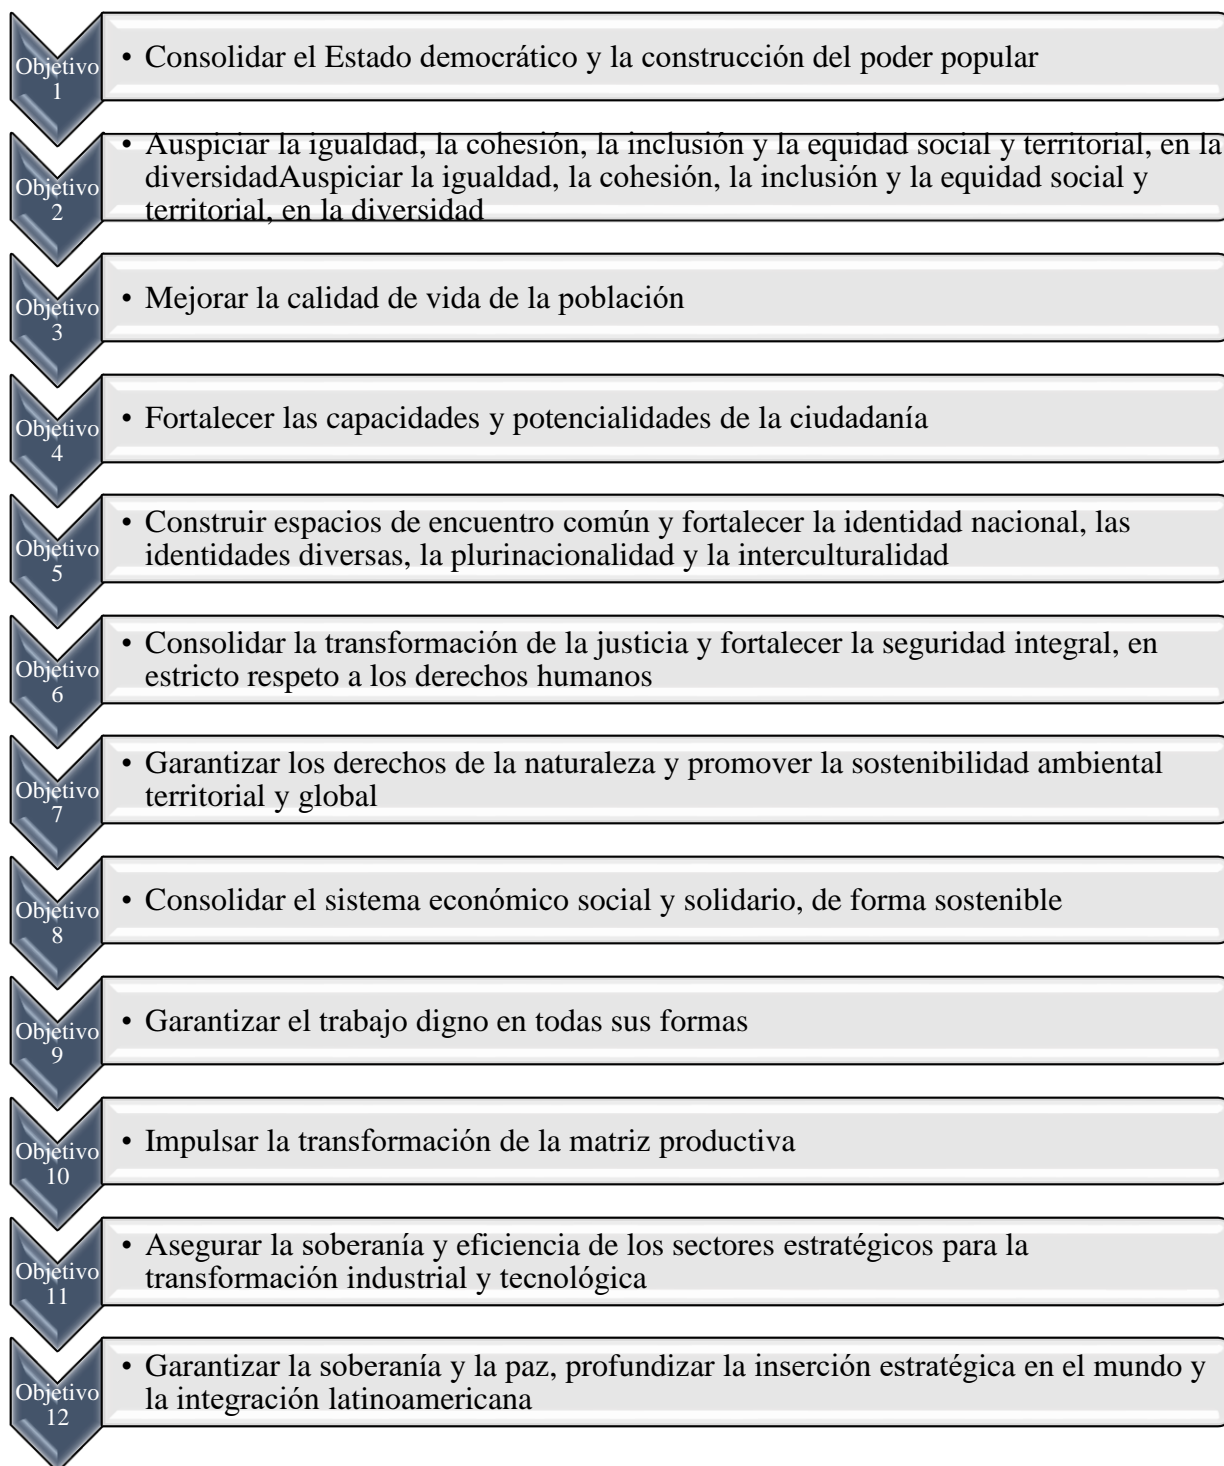 Objetivo
1
• Consolidar el Estado democrático y la construcción del poder popular
Objetivo
2
• Auspiciar la igualdad, la cohesión, la inclusión y la equidad social y territorial, en la
diversidadAuspiciar la igualdad, la cohesión, la inclusión y la equidad social y
territorial, en la diversidad
Objetivo
3
• Mejorar la calidad de vida de la población
Objetivo
4
• Fortalecer las capacidades y potencialidades de la ciudadanía
Objetivo
5
• Construir espacios de encuentro común y fortalecer la identidad nacional, las
identidades diversas, la plurinacionalidad y la interculturalidad
Objetivo
6
• Consolidar la transformación de la justicia y fortalecer la seguridad integral, en
estricto respeto a los derechos humanos
Objetivo
7
• Garantizar los derechos de la naturaleza y promover la sostenibilidad ambiental
territorial y global
Objetivo
8
• Consolidar el sistema económico social y solidario, de forma sostenible
Objetivo
9
• Garantizar el trabajo digno en todas sus formas
Objetivo
10
• Impulsar la transformación de la matriz productiva
Objetivo
11
• Asegurar la soberanía y eficiencia de los sectores estratégicos para la
transformación industrial y tecnológica
Objetivo
12
• Garantizar la soberanía y la paz, profundizar la inserción estratégica en el mundo y
la integración latinoamericana